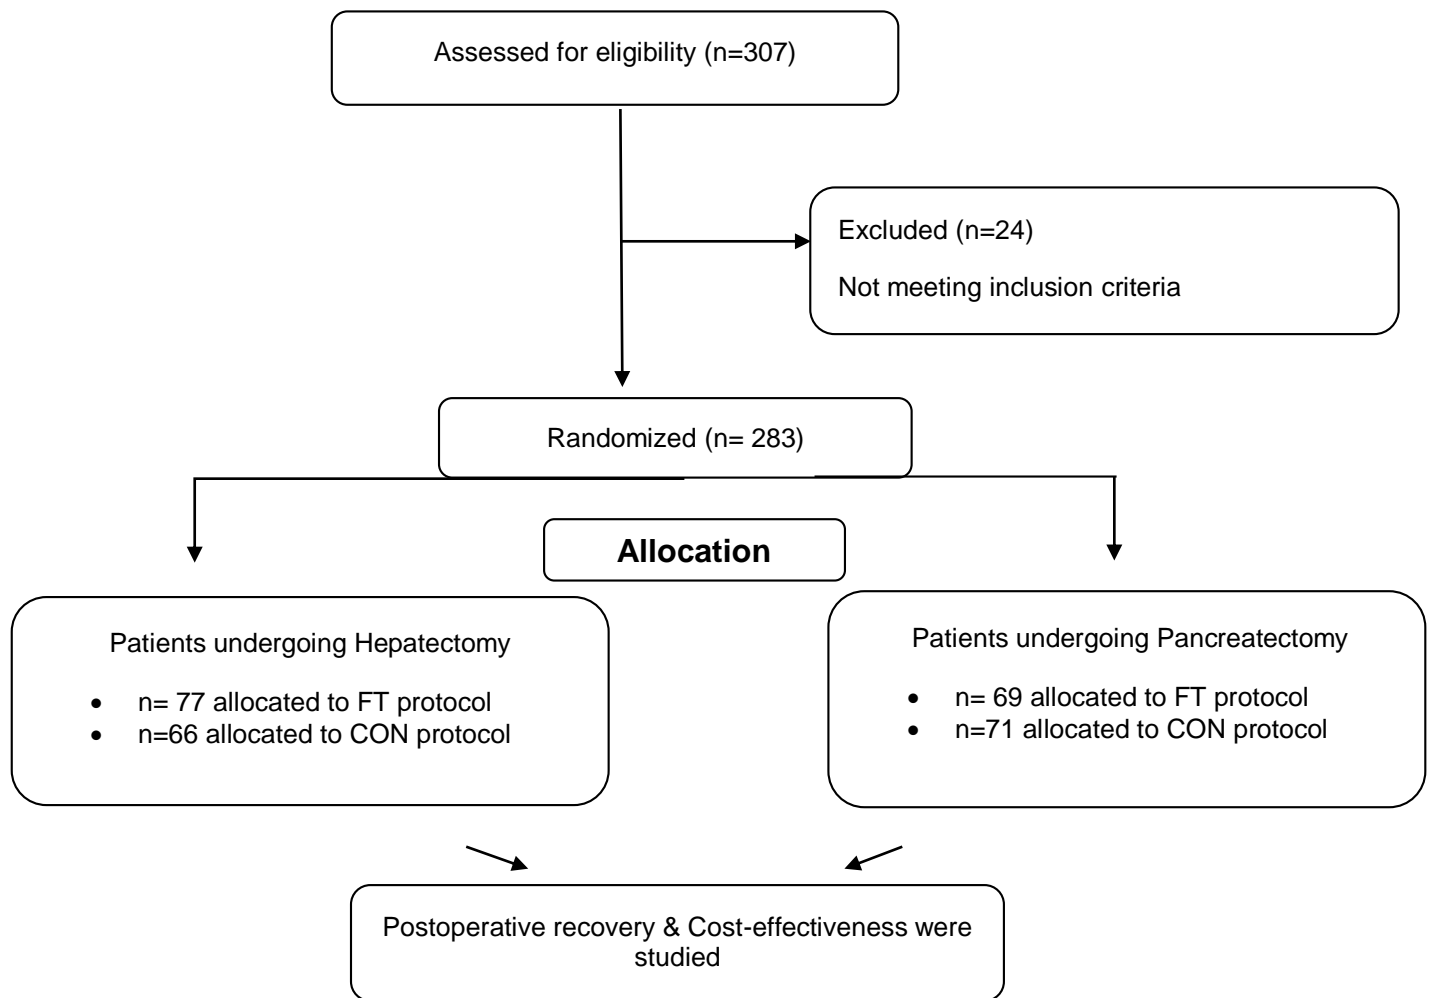 Assessed for eligibility (n=307)
Excluded (n=24)
Not meeting inclusion criteria
Randomized (n= 283)
Allocation
Patients undergoing Hepatectomy
• n= 77 allocated to FT protocol
• n=66 allocated to CON protocol
Patients undergoing Pancreatectomy
• n= 69 allocated to FT protocol
• n=71 allocated to CON protocol
Postoperative recovery & Cost-effectiveness were
studied